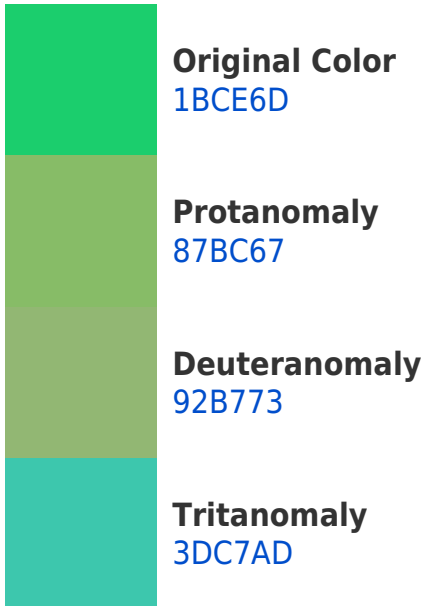 Original Color
1BCE6D
Protanomaly
87BC67
Deuteranomaly
92B773
Tritanomaly
3DC7AD